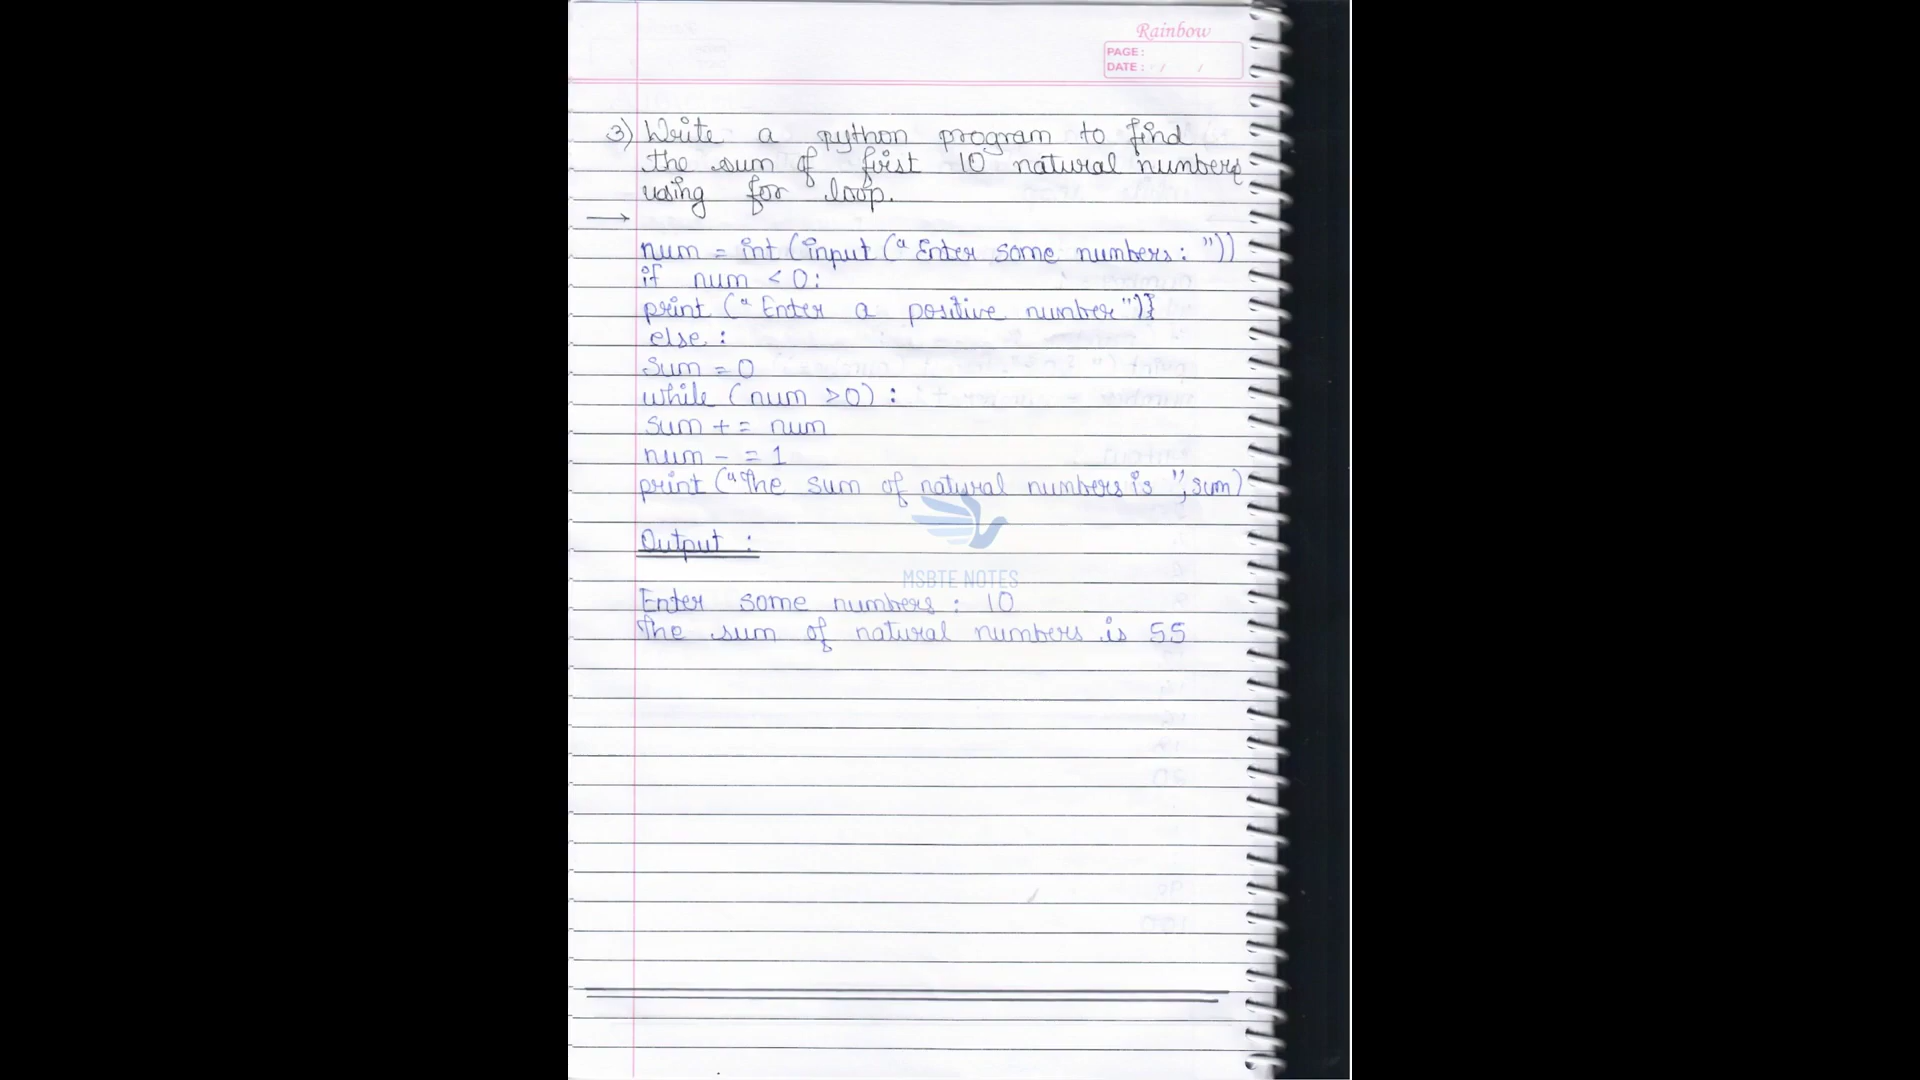 Rainbow
PAGE:
DATE: / /
3) Write a python program to find
the sum of first 10 natural numbers
using for loop.
→
num = int (input ("Enter some numbers: "))
if num < 0:
print ("Enter a positive number")}
else :
sum = 0
while (num >0) :
sum + = num
num - = 1
print ("The sum of natural numbers is ", sum)
Output :
MSBTE NOTES
Enter some numbers : 10
The sum of natural numbers is 55